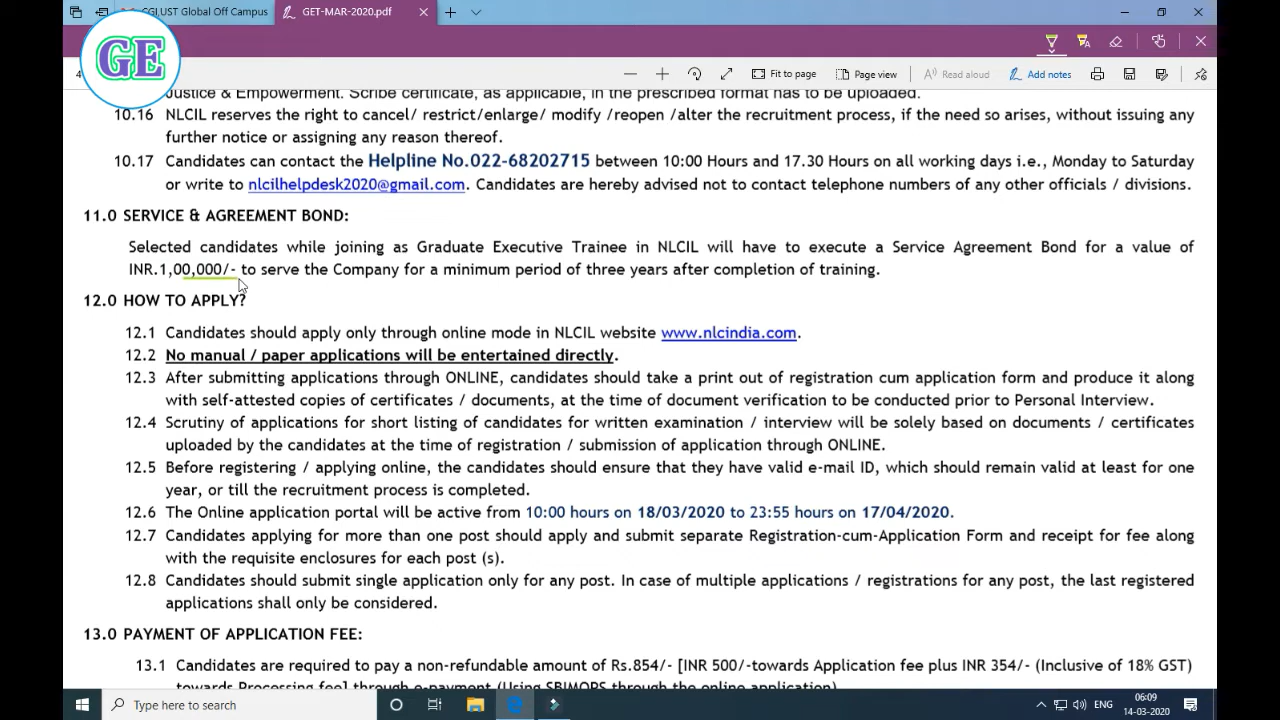 CGI,UST Global Off Campus
GET-MAR-2020.pdf
GE
4
Fit to page
Page view
Read aloud
Add notes
Justice & Empowerment. Scribe certificate, as applicable, in the prescribed format has to be uploaded.
10.16 NLCIL reserves the right to cancel/ restrict/enlarge/ modify /reopen /alter the recruitment process, if the need so arises, without issuing any
further notice or assigning any reason thereof.
10.17 Candidates can contact the Helpline No.022-68202715 between 10:00 Hours and 17.30 Hours on all working days i.e., Monday to Saturday
or write to nlcilhelpdesk2020@gmail.com. Candidates are hereby advised not to contact telephone numbers of any other officials / divisions.
11.0 SERVICE & AGREEMENT BOND:
Selected candidates while joining as Graduate Executive Trainee in NLCIL will have to execute a Service Agreement Bond for a value of
INR.1,00,000/- to serve the Company for a minimum period of three years after completion of training.
12.0 HOW TO APPLY?
12.1 Candidates should apply only through online mode in NLCIL website www.nlcindia.com.
12.2 No manual / paper applications will be entertained directly.
12.3 After submitting applications through ONLINE, candidates should take a print out of registration cum application form and produce it along
with self-attested copies of certificates / documents, at the time of document verification to be conducted prior to Personal Interview.
12.4 Scrutiny of applications for short listing of candidates for written examination / interview will be solely based on documents / certificates
uploaded by the candidates at the time of registration / submission of application through ONLINE.
12.5 Before registering / applying online, the candidates should ensure that they have valid e-mail ID, which should remain valid at least for one
year, or till the recruitment process is completed.
12.6 The Online application portal will be active from 10:00 hours on 18/03/2020 to 23:55 hours on 17/04/2020.
12.7 Candidates applying for more than one post should apply and submit separate Registration-cum-Application Form and receipt for fee along
with the requisite enclosures for each post (s).
12.8 Candidates should submit single application only for any post. In case of multiple applications / registrations for any post, the last registered
applications shall only be considered.
13.0 PAYMENT OF APPLICATION FEE:
13.1 Candidates are required to pay a non-refundable amount of Rs.854/- [INR 500/-towards Application fee plus INR 354/- (Inclusive of 18% GST)
towards Processing fee] through e-payment (Using SBIMOPS through the online application)
Type here to search
ENG
06:09
14-03-2020